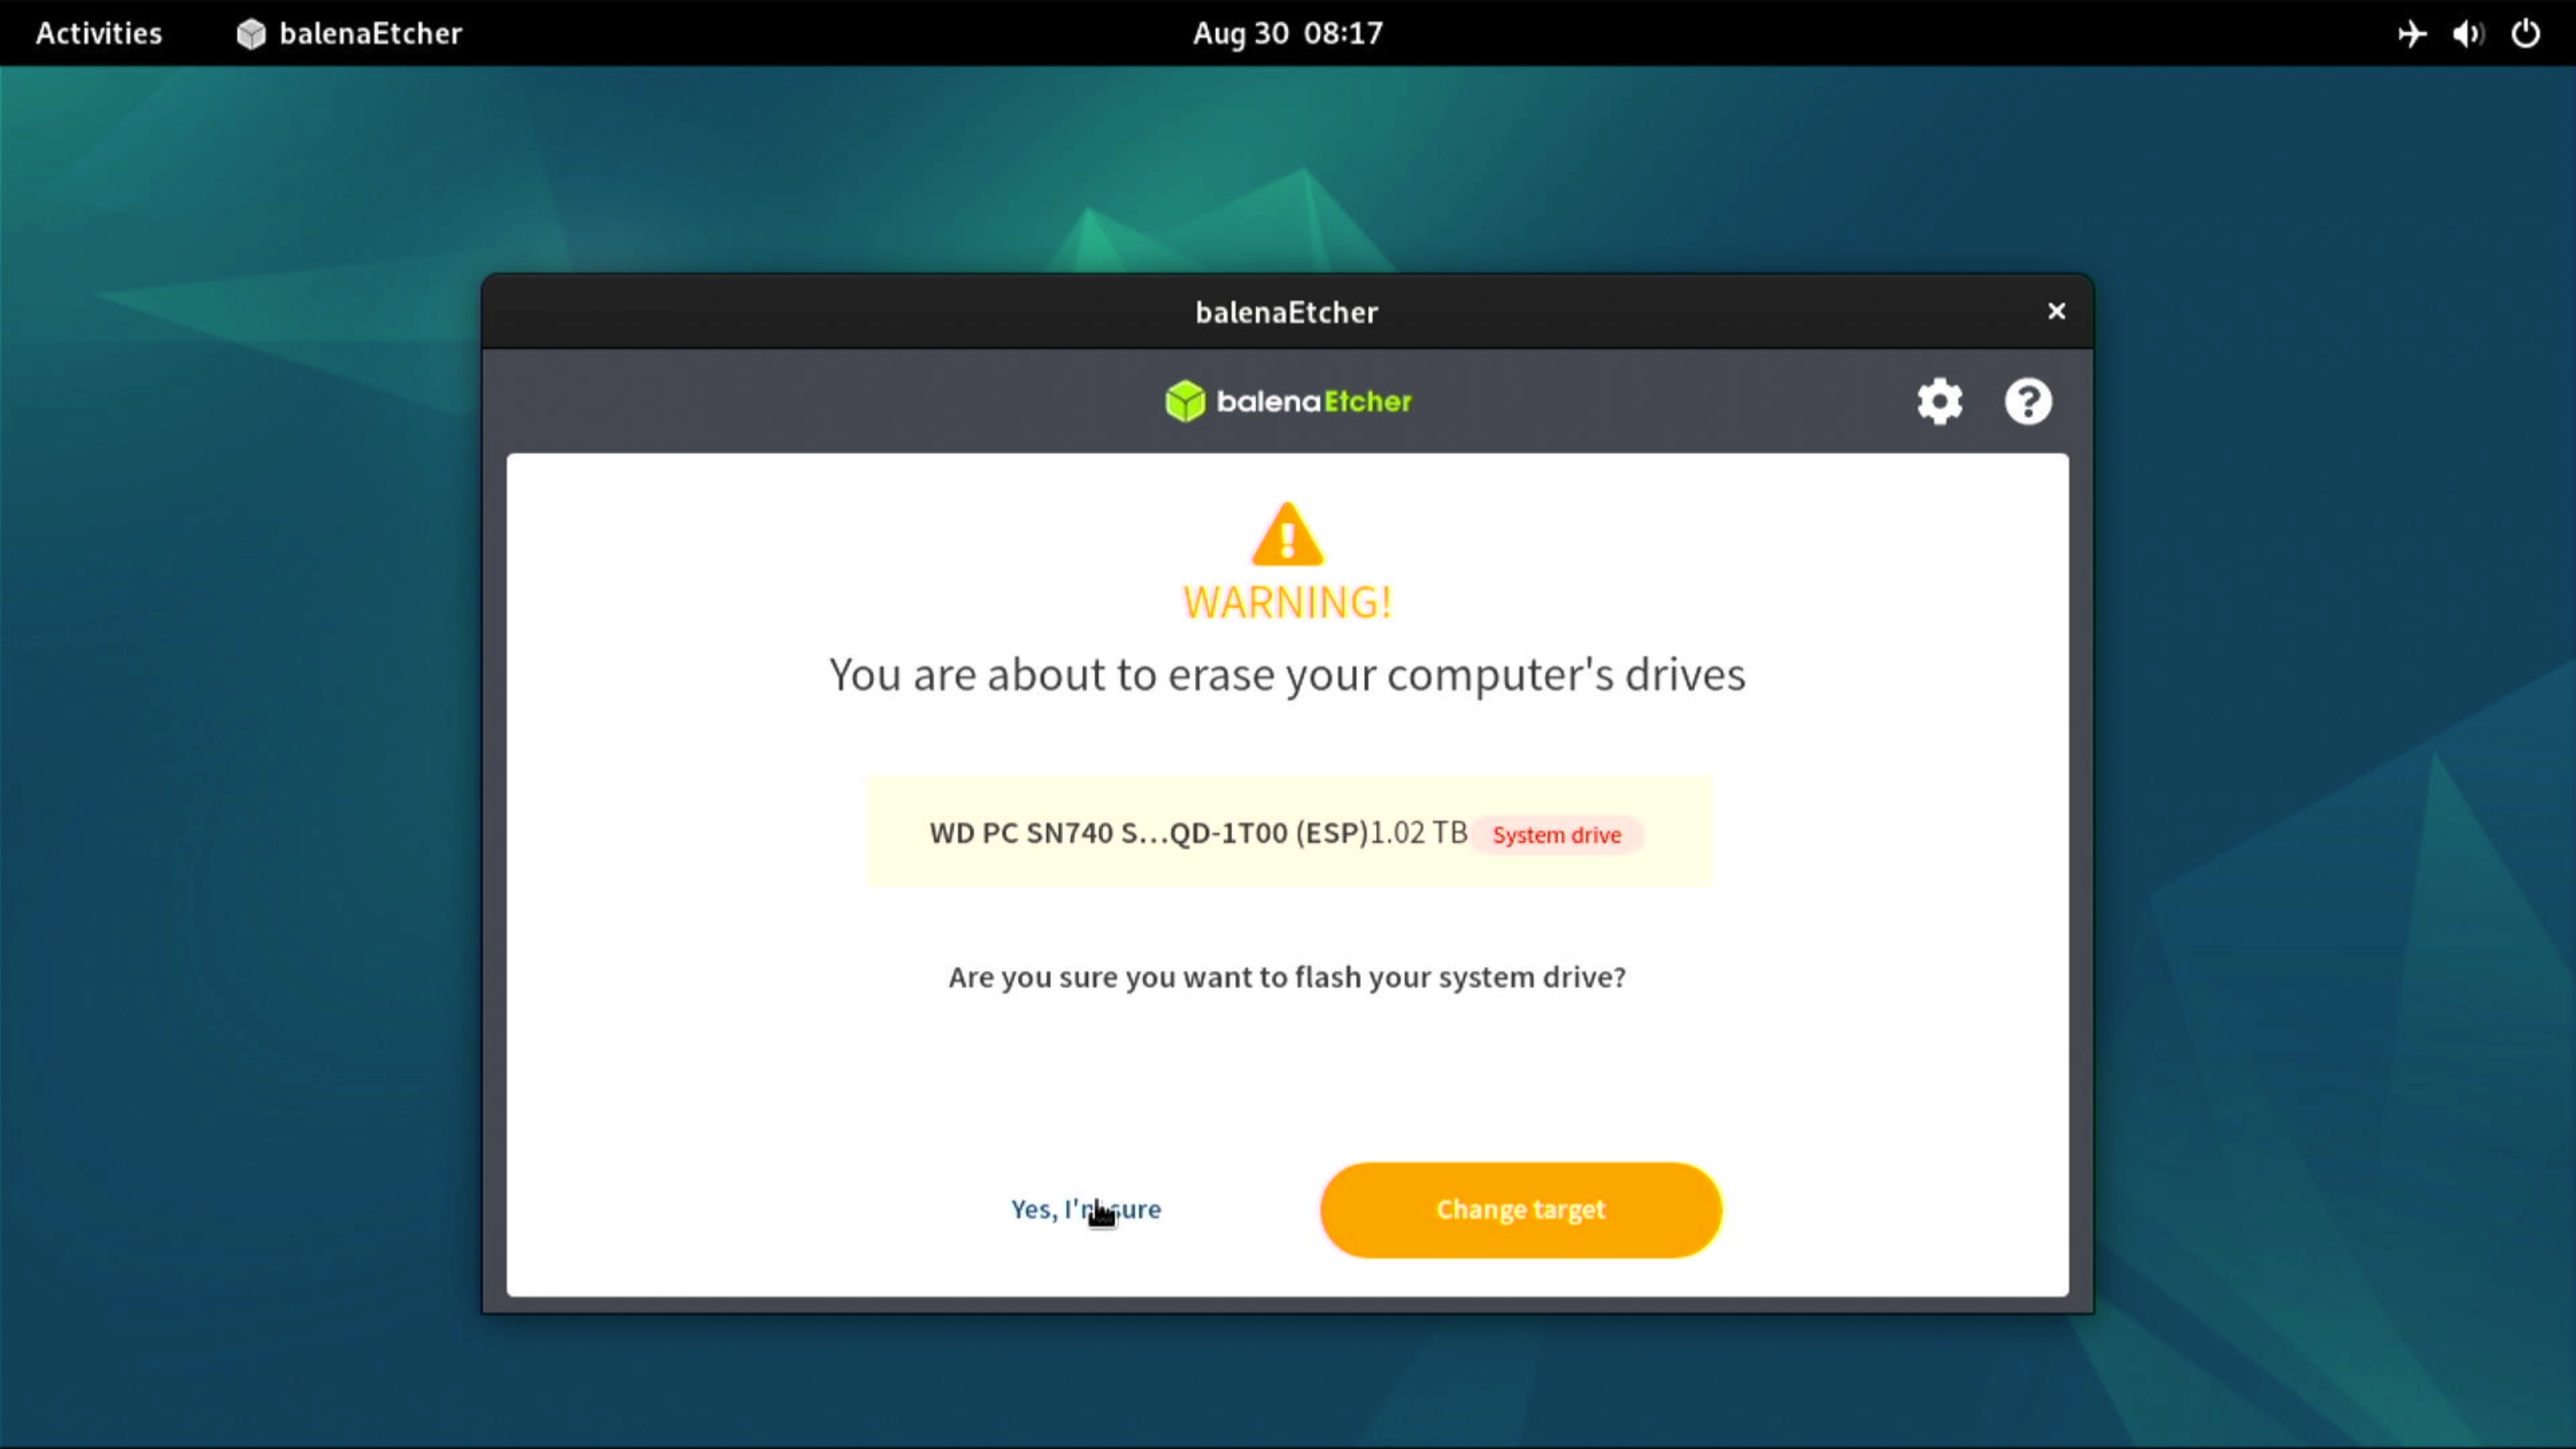 Activities balenaEtcher Aug 30 08:17
balenaEtcher
balenaEtcher
WARNING!
You are about to erase your computer's drives
WD PC SN740 S...QD-1T00 (ESP)1.02 TB System drive
Are you sure you want to flash your system drive?
Yes, I'm sure Change target